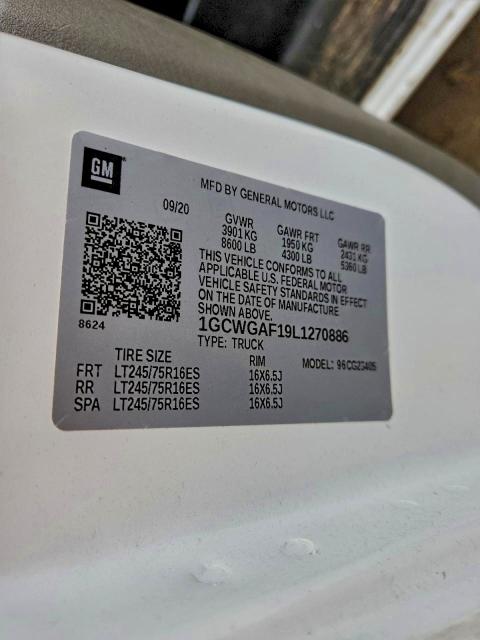 GM
MFD BY GENERAL MOTORS LLC
09/20
GVWR GAWR FRT GAWR RR
3901 KG 1950 KG 2431 KG
8600 LB 4300 LB 5360 LB
THIS VEHICLE CONFORMS TO ALL
APPLICABLE U.S. FEDERAL MOTOR
VEHICLE SAFETY STANDARDS IN EFFECT
ON THE DATE OF MANUFACTURE
SHOWN ABOVE.
8624
1GCWGAF19L1270886
TYPE: TRUCK
TIRE SIZE RIM MODEL: 96CG23405
FRT LT245/75R16ES 16X6.5J
RR LT245/75R16ES 16X6.5J
SPA LT245/75R16ES 16X6.5J